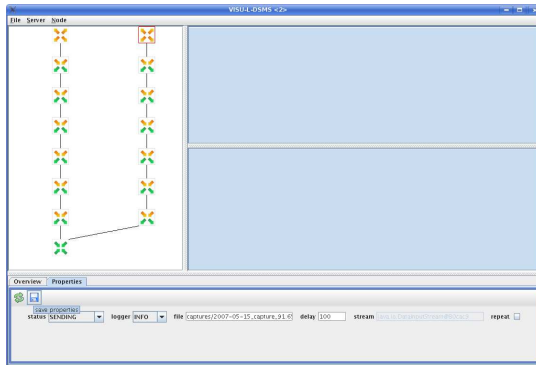 VISU-L-DSMS <2>
File Server Node
Overview Properties
save properties
status SENDING logger INFO file captures/2007-05-15_capture_91.6 delay 100 stream repeat